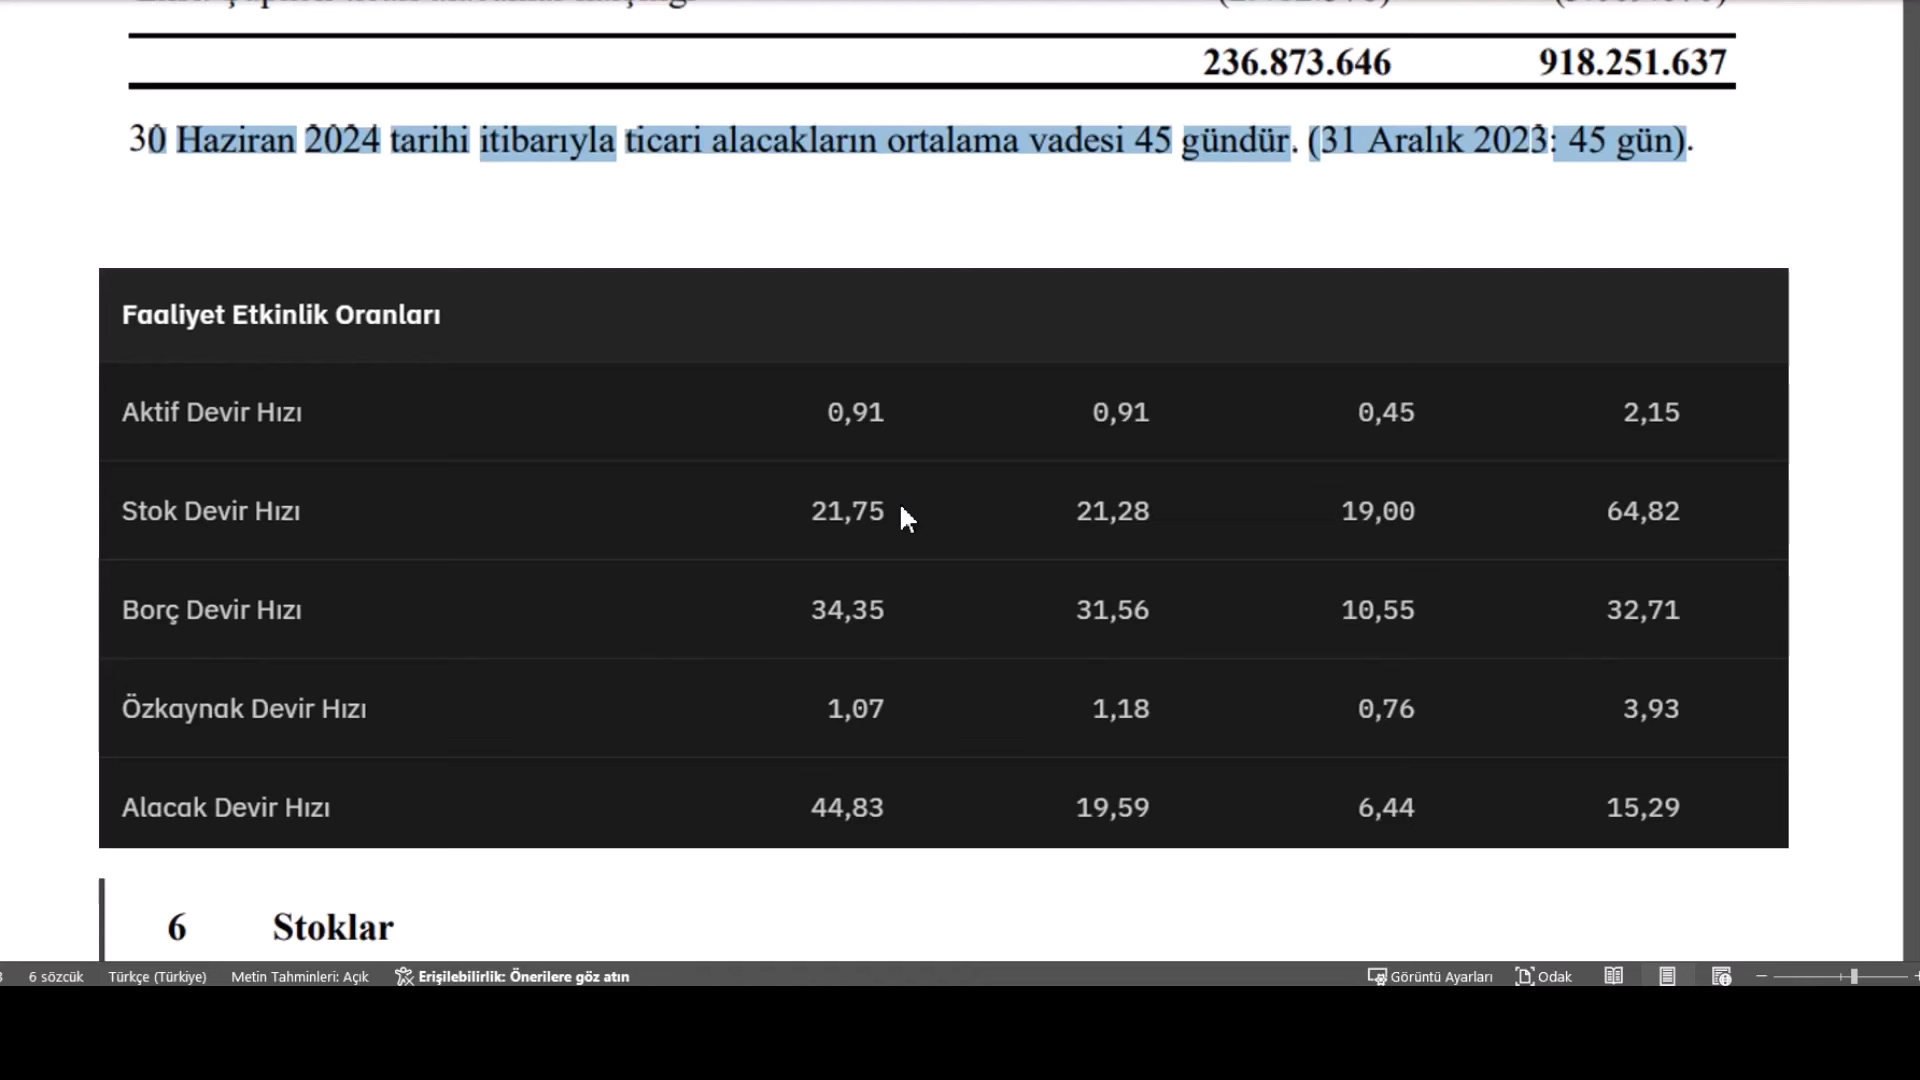 236.873.646 918.251.637
30 Haziran 2024 tarihi itibarıyla ticari alacakların ortalama vadesi 45 gündür. (31 Aralık 2023: 45 gün).
Faaliyet Etkinlik Oranları
Aktif Devir Hızı 0,91 0,91 0,45 2,15
Stok Devir Hızı 21,75 21,28 19,00 64,82
Borç Devir Hızı 34,35 31,56 10,55 32,71
Özkaynak Devir Hızı 1,07 1,18 0,76 3,93
Alacak Devir Hızı 44,83 19,59 6,44 15,29
6 Stoklar
6 sözcük Türkçe (Türkiye) Metin Tahminleri: Açık Erişilebilirlik: Önerilere göz atın Görüntü Ayarları Odak